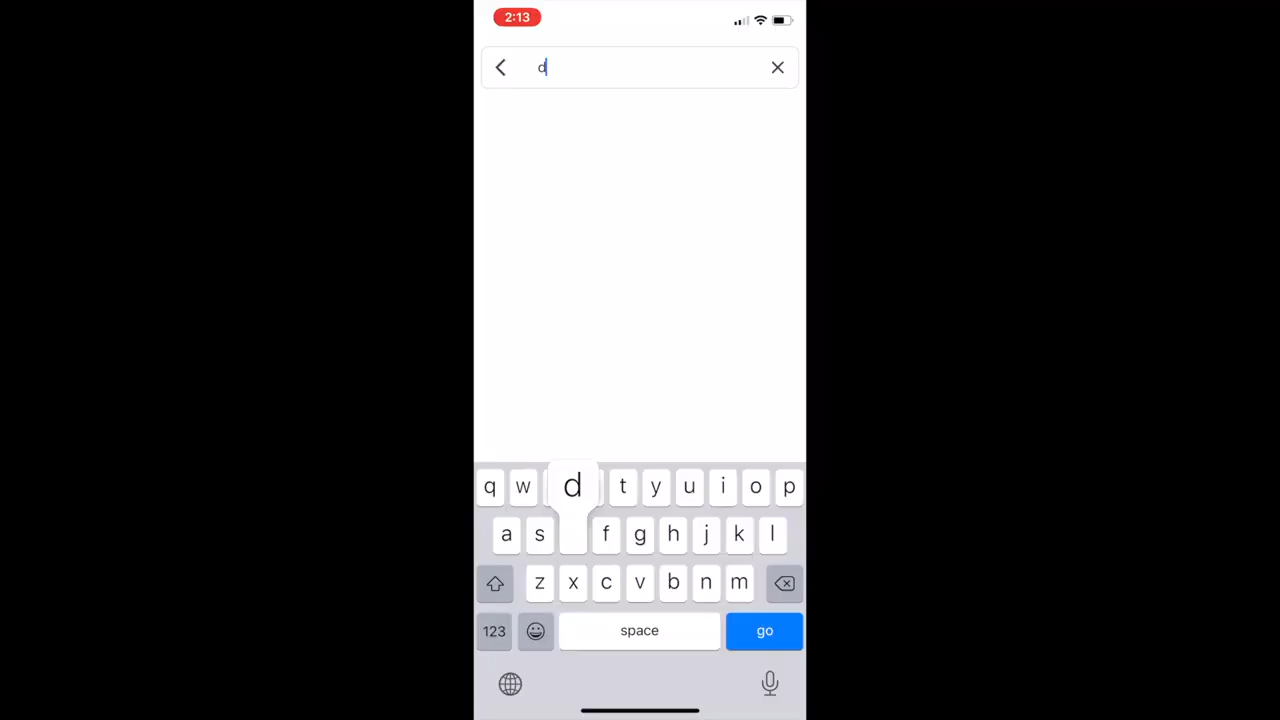 2:13
d
q w d t y u i o p
a s f g h j k l
z x c v b n m
123 space go